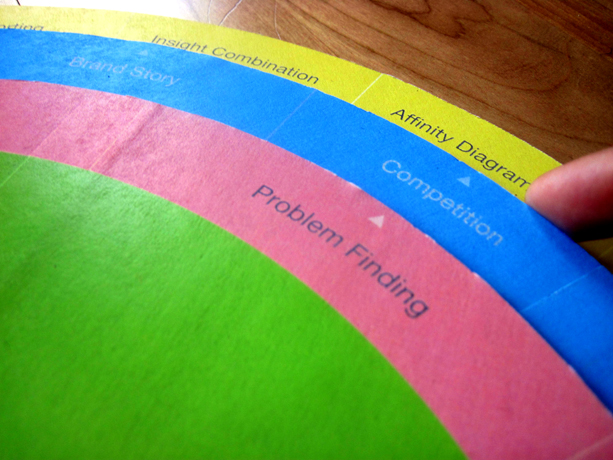 Insight Combination
Affinity Diagram
Brand Story
Competition
Problem Finding